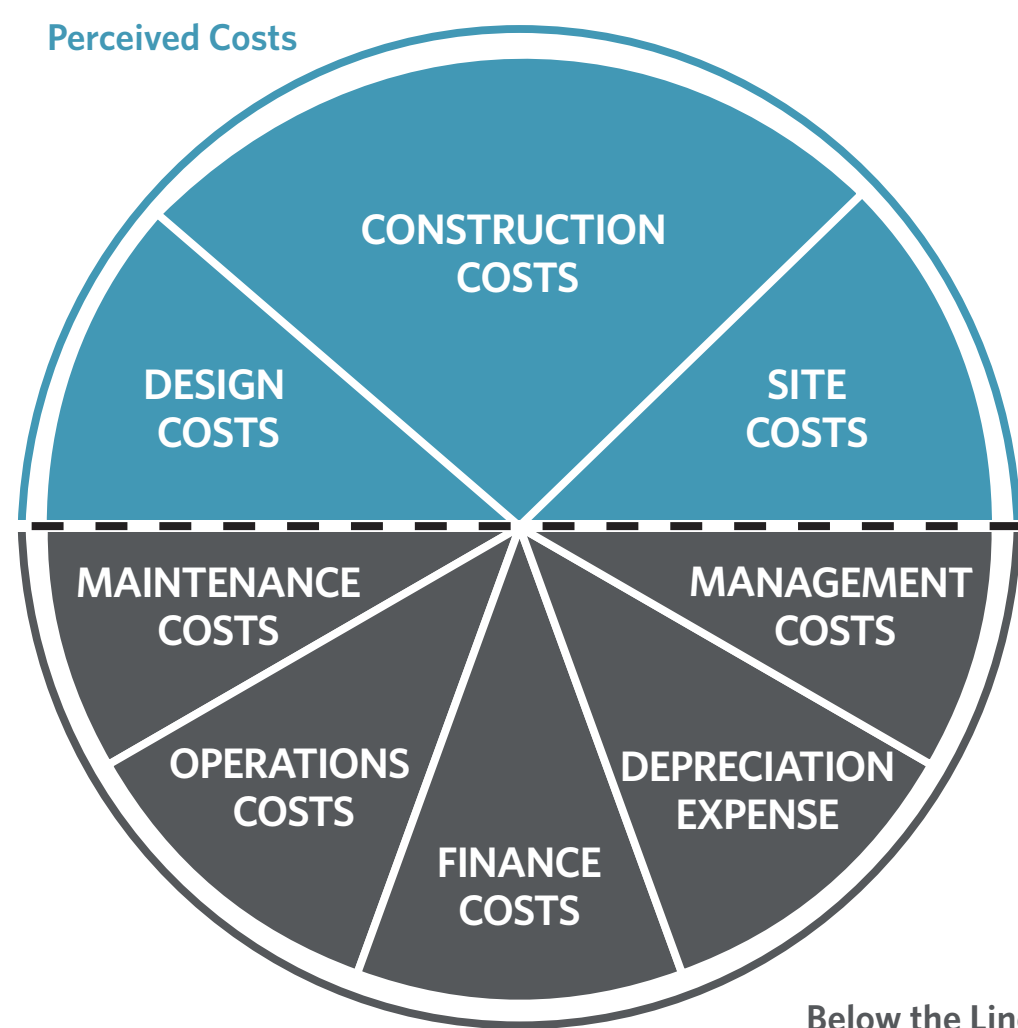 Perceived Costs
CONSTRUCTION
COSTS
DESIGN
COSTS
SITE
COSTS
MAINTENANCE
COSTS
MANAGEMENT
COSTS
OPERATIONS
COSTS
DEPRECIATION
EXPENSE
FINANCE
COSTS
Below the